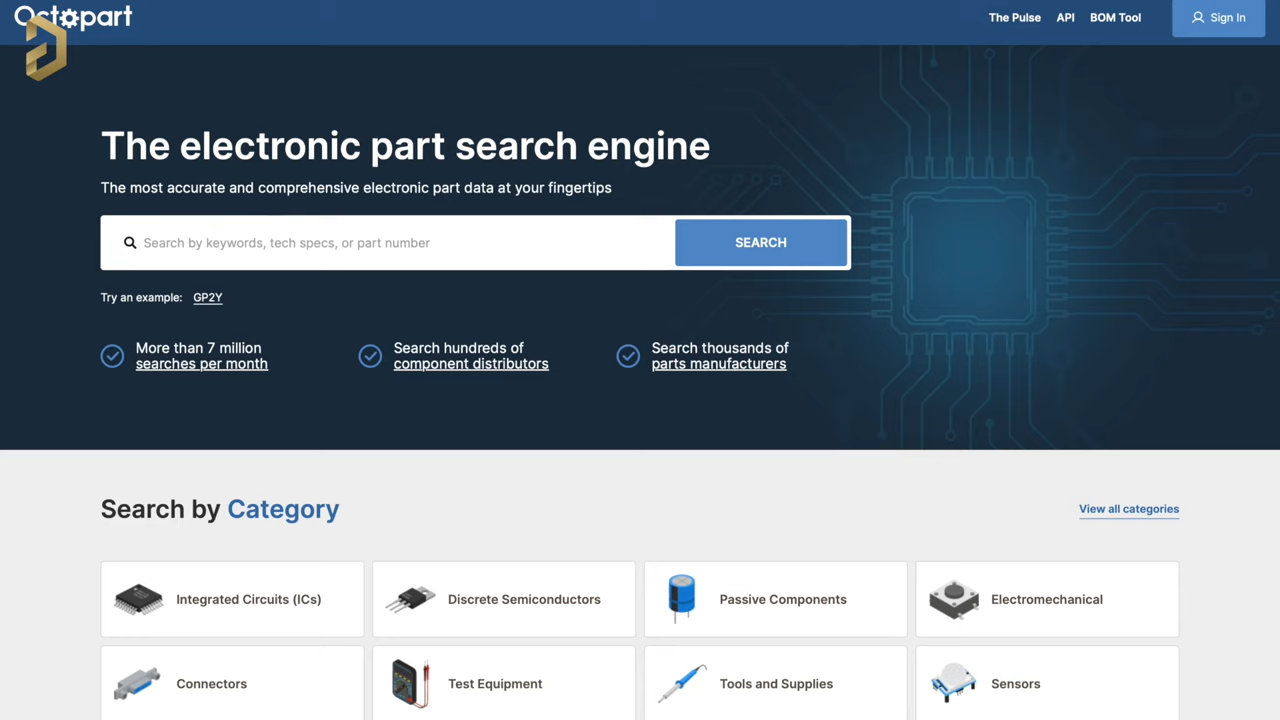 Octopart
The Pulse
API
BOM Tool
Sign In
The electronic part search engine
The most accurate and comprehensive electronic part data at your fingertips
Search by keywords, tech specs, or part number
SEARCH
Try an example: GP2Y
More than 7 million
searches per month
Search hundreds of
component distributors
Search thousands of
parts manufacturers
Search by Category
View all categories
Integrated Circuits (ICs)
Discrete Semiconductors
Passive Components
Electromechanical
Connectors
Test Equipment
Tools and Supplies
Sensors